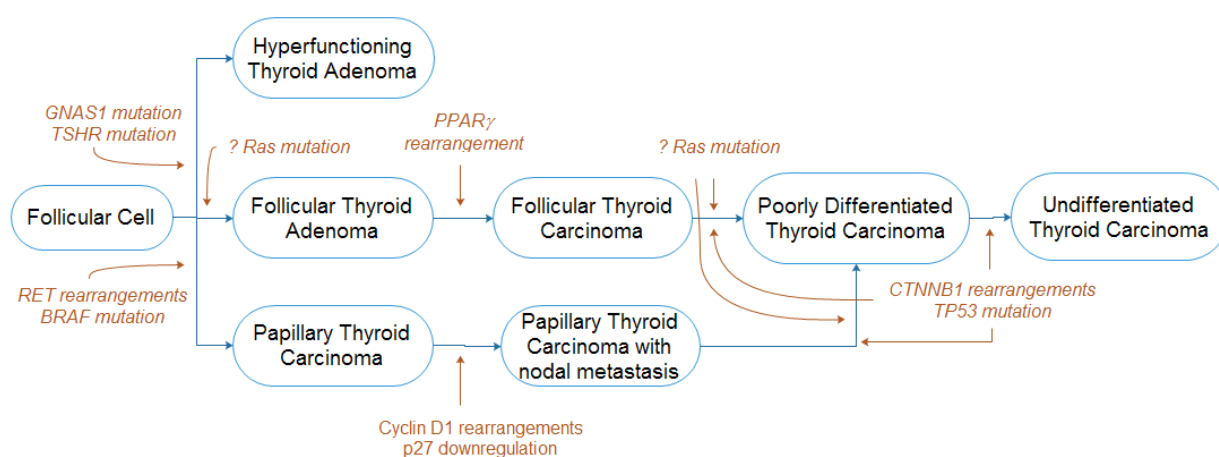 Hyperfunctioning
Thyroid Adenoma
GNAS1 mutation
TSHR mutation
? Ras mutation
PPARγ
rearrangement
? Ras mutation
Follicular Cell
Follicular Thyroid
Adenoma
Follicular Thyroid
Carcinoma
Poorly Differentiated
Thyroid Carcinoma
Undifferentiated
Thyroid Carcinoma
RET rearrangements
BRAF mutation
CTNNB1 rearrangements
TP53 mutation
Papillary Thyroid
Carcinoma
Papillary Thyroid
Carcinoma with
nodal metastasis
Cyclin D1 rearrangements
p27 downregulation